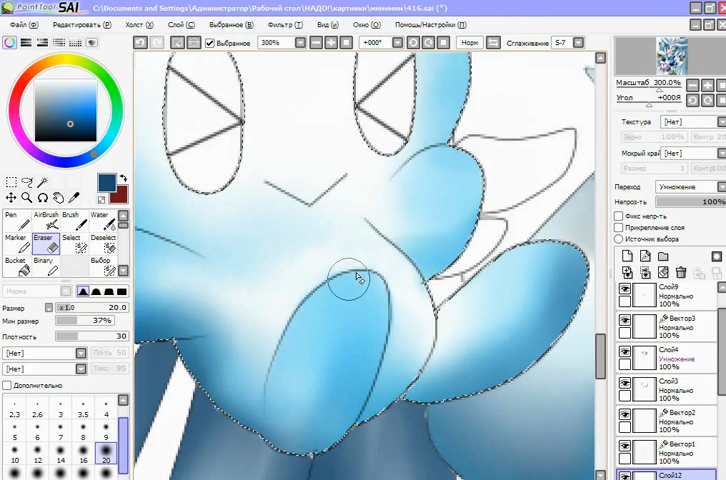 PaintTool SAI C:\Documents and Settings\Администратор\Рабочий стол\НАДО!\картинки\минимин\416.sai (*)
Файл (F) Редактировать (P) Холст (X) Слой (C) Выбранное (B) Фильтр (T) Вид (и) Окно (O) Помощь/Настройки (П)
Выбранное 300% +000° Норм Сглаживание S-7
Масштаб 300.0%
Угол +000Я
Текстура [Нет]
Зерно 100%
Мокрый край [Нет]
Ширина 1
Переход Умножение
Непроз-ть 100%
Фикс непр-ть
Прикрепление слоя
Источник выбора
Pen AirBrush Brush Water
Marker Eraser Select Deselect
Bucket Binary Выбор
Норма
Размер x 1.0 20.0
Мин размер 37%
Плотность 30
[Нет]
[Нет]
Дополнительно
2.3 2.6 3 3.5 4
5 6 7 8 9
10 12 14 16 20
Слой9
Нормально
100%
Вектор3
Нормально
100%
Слой4
Умножение
100%
Слой3
Нормально
100%
Вектор2
Нормально
100%
Вектор1
Нормально
100%
Слой12